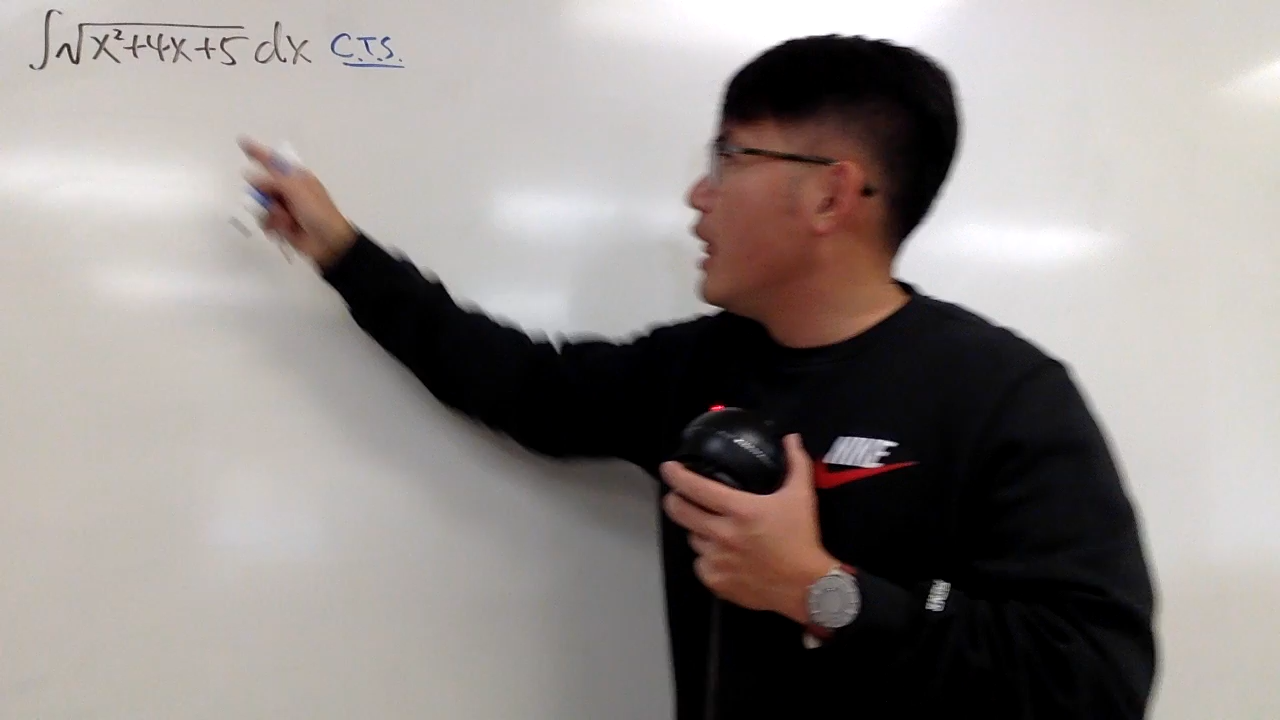 ∫√(x²+4x+5) dx C.T.S.
NIKE